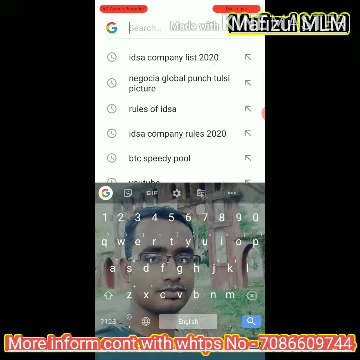 Search...
Made with
Mafizul MLM
idsa company list 2020
negocia global punch tulsi
picture
rules of idsa
idsa company rules 2020
btc speedy pool
youtube
GIF
1 2 3 4 5 6 7 8 9 0
q w e r t y u i o p
a s d f g h j k l
z x c v b n m
?123 , English .
More inform cont with whtps No - 7086609744